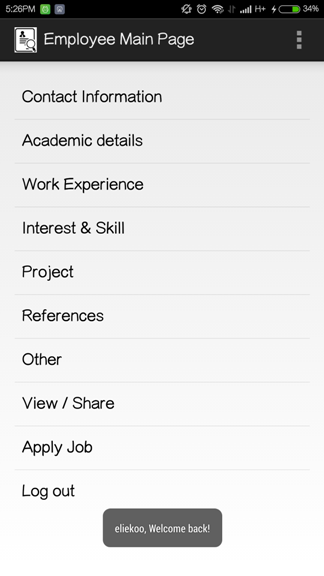 5:26PM H+ 34%
Employee Main Page
Contact Information
Academic details
Work Experience
Interest & Skill
Project
References
Other
View / Share
Apply Job
Log out
eliekoo, Welcome back!